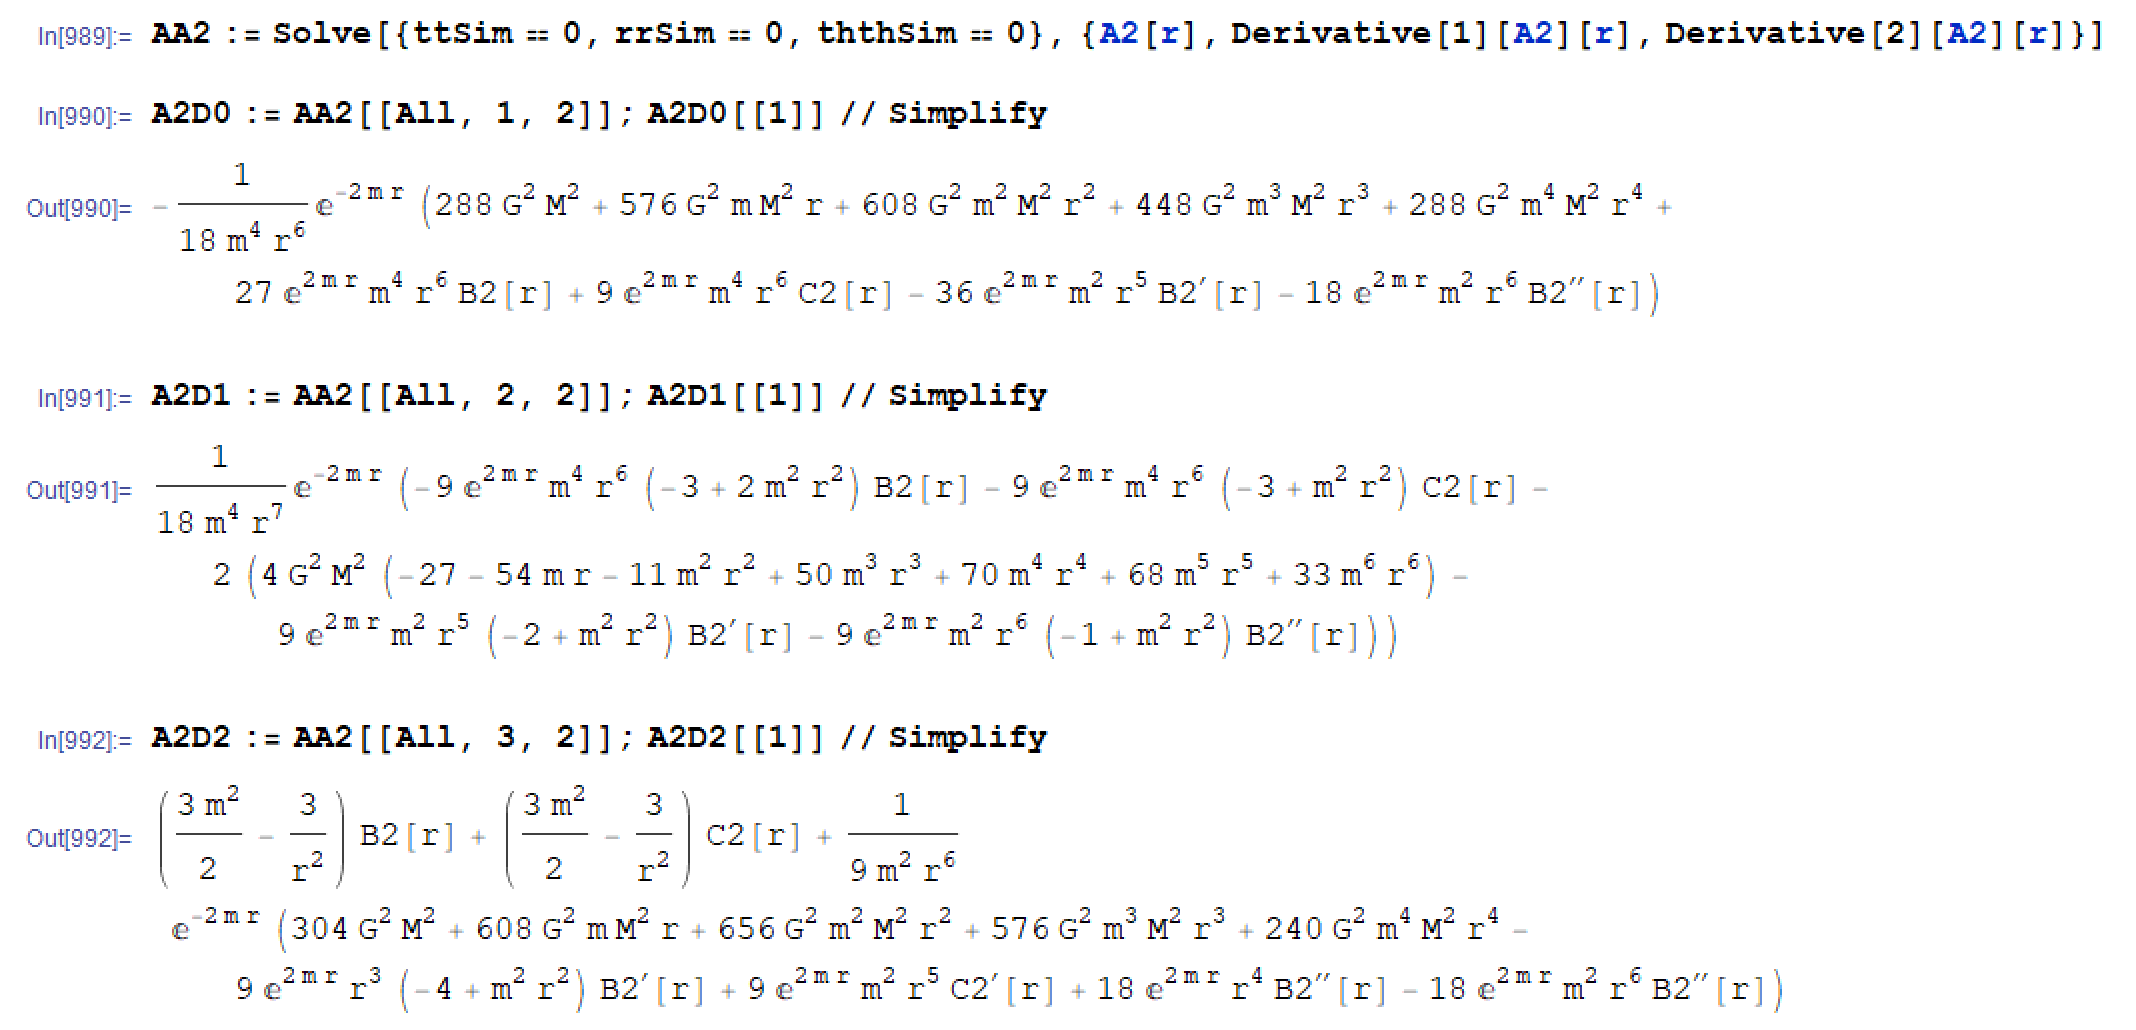 In[989]:= AA2 := Solve[{ttSim == 0, rrSim == 0, ththSim == 0}, {A2[r], Derivative[1][A2][r], Derivative[2][A2][r]}]
In[990]:= A2D0 := AA2[[All, 1, 2]]; A2D0[[1]] // Simplify
Out[990]= - 1/(18 m^4 r^6) e^(-2 m r) (288 G^2 M^2 + 576 G^2 m M^2 r + 608 G^2 m^2 M^2 r^2 + 448 G^2 m^3 M^2 r^3 + 288 G^2 m^4 M^2 r^4 +
27 e^(2 m r) m^4 r^6 B2[r] + 9 e^(2 m r) m^4 r^6 C2[r] - 36 e^(2 m r) m^2 r^5 B2′[r] - 18 e^(2 m r) m^2 r^6 B2″[r])
In[991]:= A2D1 := AA2[[All, 2, 2]]; A2D1[[1]] // Simplify
Out[991]= 1/(18 m^4 r^7) e^(-2 m r) (-9 e^(2 m r) m^4 r^6 (-3 + 2 m^2 r^2) B2[r] - 9 e^(2 m r) m^4 r^6 (-3 + m^2 r^2) C2[r] -
2 (4 G^2 M^2 (-27 - 54 m r - 11 m^2 r^2 + 50 m^3 r^3 + 70 m^4 r^4 + 68 m^5 r^5 + 33 m^6 r^6) -
9 e^(2 m r) m^2 r^5 (-2 + m^2 r^2) B2′[r] - 9 e^(2 m r) m^2 r^6 (-1 + m^2 r^2) B2″[r]))
In[992]:= A2D2 := AA2[[All, 3, 2]]; A2D2[[1]] // Simplify
Out[992]= (3 m^2/2 - 3/r^2) B2[r] + (3 m^2/2 - 3/r^2) C2[r] + 1/(9 m^2 r^6)
e^(-2 m r) (304 G^2 M^2 + 608 G^2 m M^2 r + 656 G^2 m^2 M^2 r^2 + 576 G^2 m^3 M^2 r^3 + 240 G^2 m^4 M^2 r^4 -
9 e^(2 m r) r^3 (-4 + m^2 r^2) B2′[r] + 9 e^(2 m r) m^2 r^5 C2′[r] + 18 e^(2 m r) r^4 B2″[r] - 18 e^(2 m r) m^2 r^6 B2″[r])